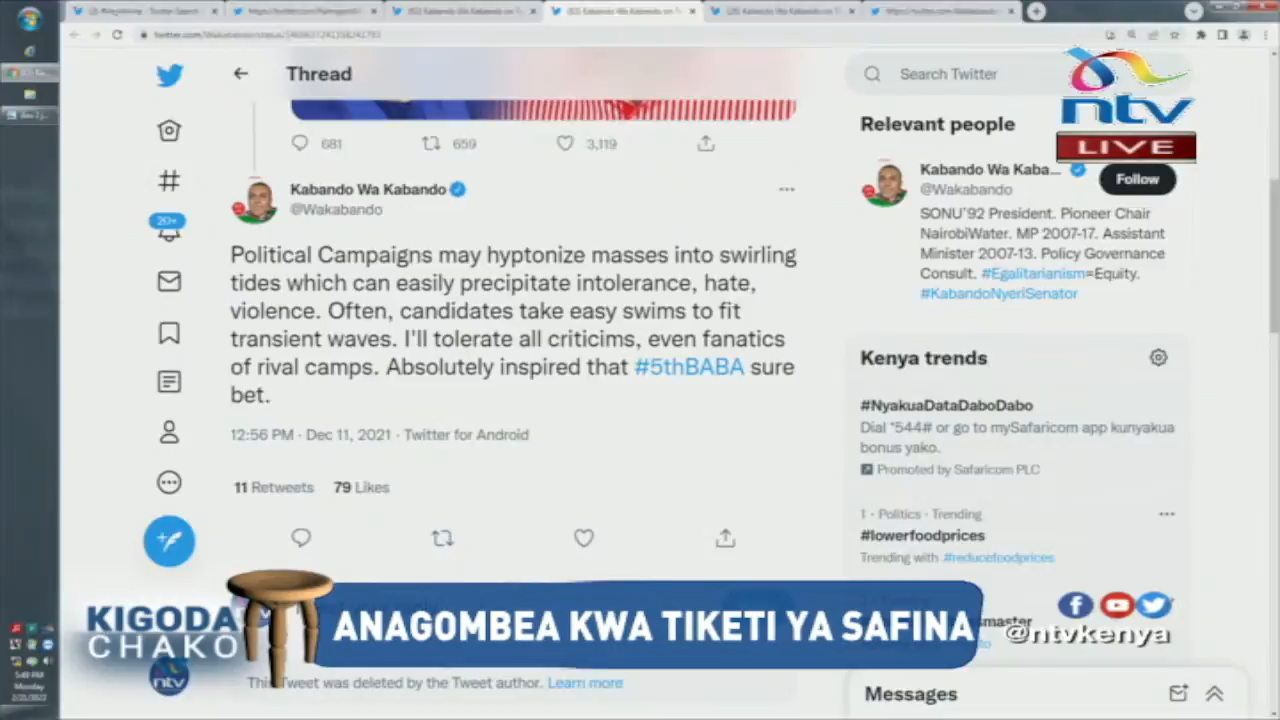 Thread
Search Twitter
ntv
LIVE
681
659
3,119
Relevant people
Kabando Wa Kaba...
@Wakabando
Follow
SONU'92 President. Pioneer Chair
NairobiWater. MP 2007-17. Assistant
Minister 2007-13. Policy Governance
Consult. #Egalitarianism=Equity.
#KabandoNyeriSenator
20+
Kabando Wa Kabando
@Wakabando
Political Campaigns may hyptonize masses into swirling
tides which can easily precipitate intolerance, hate,
violence. Often, candidates take easy swims to fit
transient waves. I'll tolerate all criticims, even fanatics
of rival camps. Absolutely inspired that #5thBABA sure
bet.
12:56 PM · Dec 11, 2021 · Twitter for Android
11 Retweets 79 Likes
Kenya trends
#NyakuaDataDaboDabo
Dial *544# or go to mySafaricom app kunyakua
bonus yako.
Promoted by Safaricom PLC
1 · Politics · Trending
#lowerfoodprices
Trending with #reducefoodprices
KIGODA
CHAKO
ANAGOMBEA KWA TIKETI YA SAFINA
@ntvkenya
ntv
This Tweet was deleted by the Tweet author. Learn more
Messages
5:49 PM
Monday